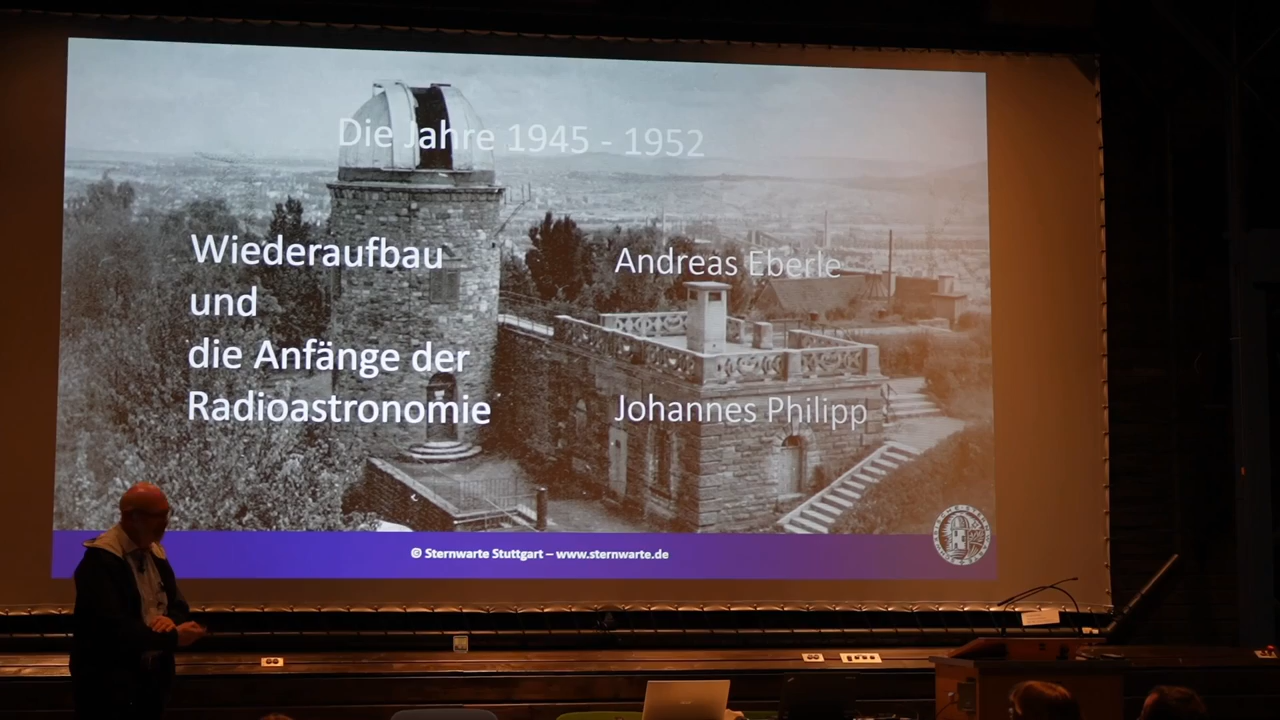 Die Jahre 1945 - 1952
Wiederaufbau
und
die Anfänge der
Radioastronomie
Andreas Eberle
Johannes Philipp
© Sternwarte Stuttgart – www.sternwarte.de